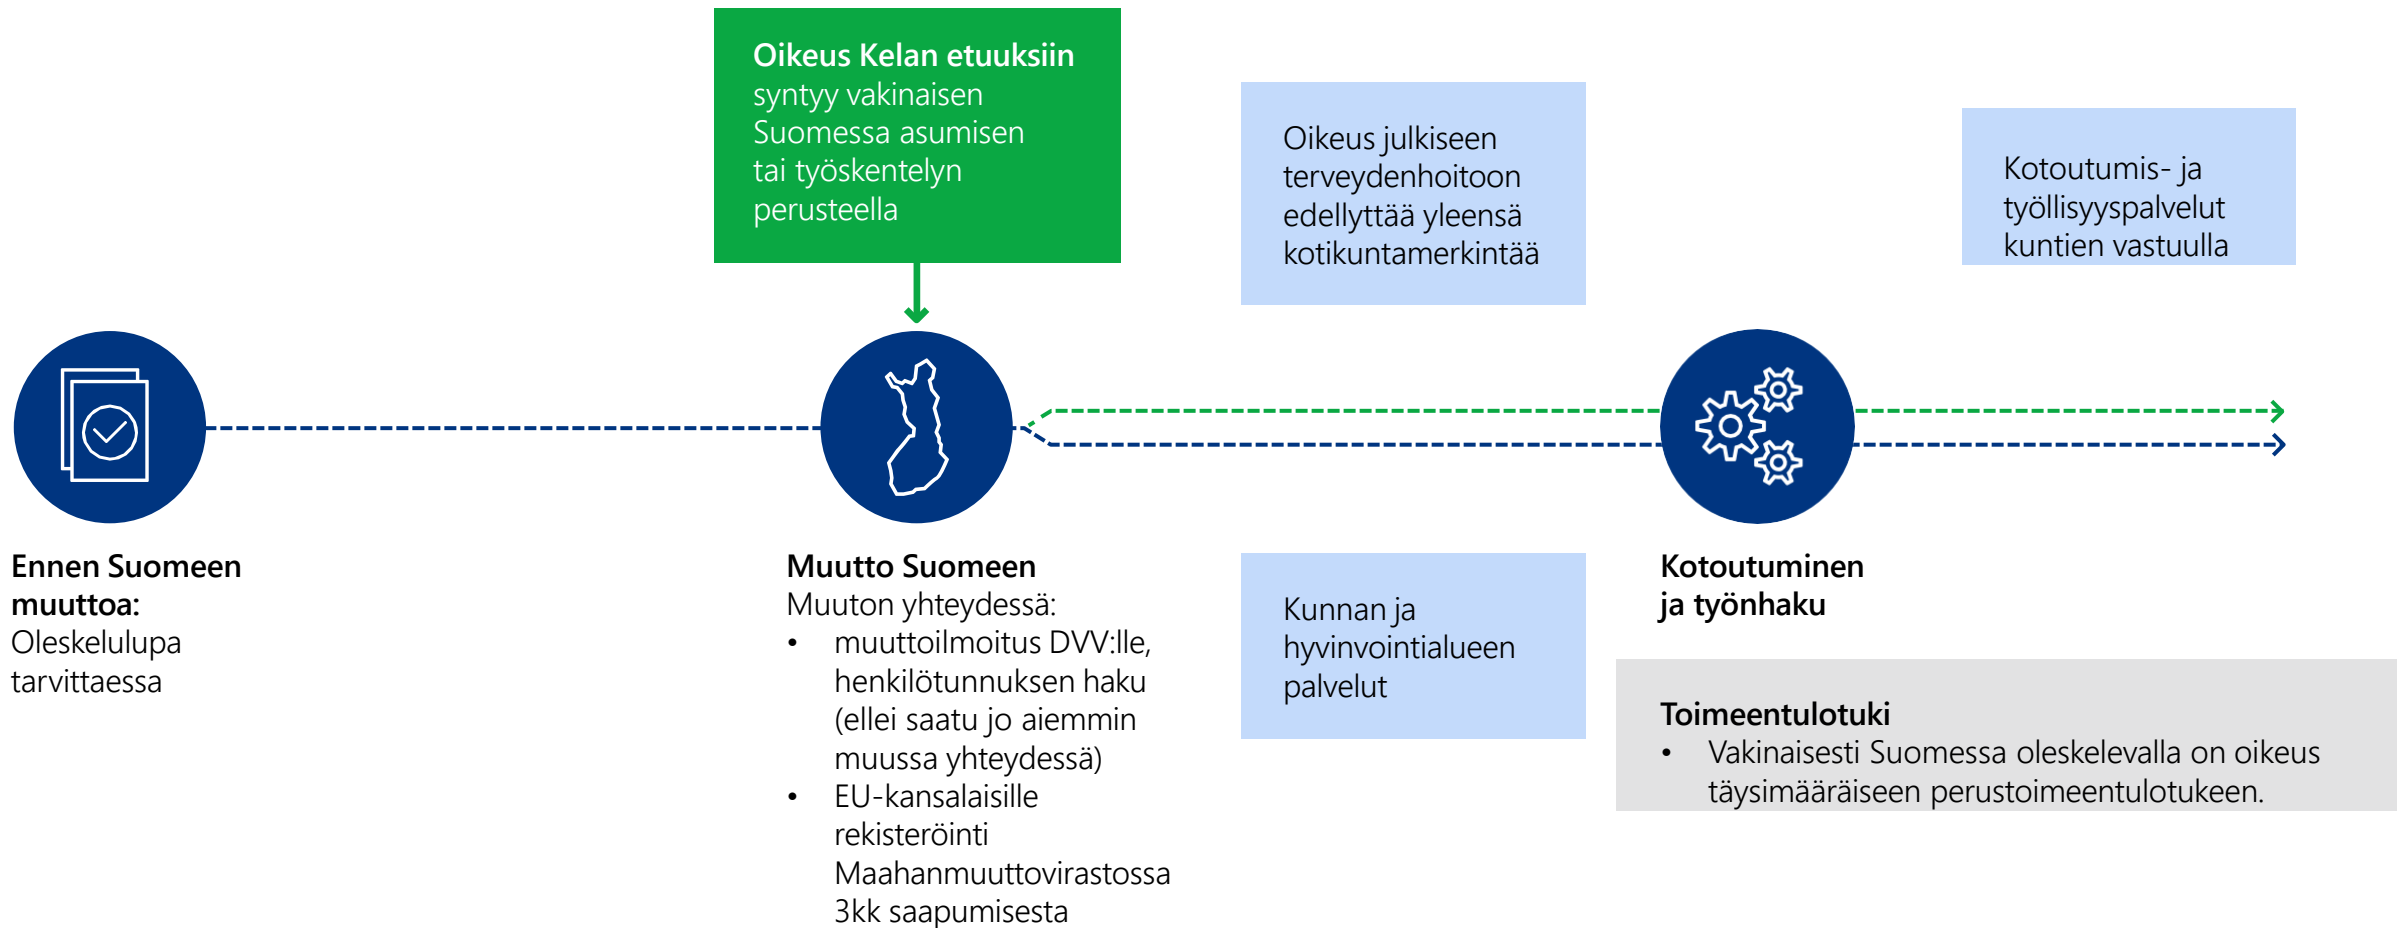 Oikeus Kelan etuuksiin
syntyy vakinaisen
Suomessa asumisen
tai työskentelyn
perusteella
Oikeus julkiseen
terveydenhoitoon
edellyttää yleensä
kotikuntamerkintää
Kotoutumis- ja
työllisyyspalvelut
kuntien vastuulla
Ennen Suomeen
muuttoa:
Oleskelulupa
tarvittaessa
Muutto Suomeen
Muuton yhteydessä:
• muuttoilmoitus DVV:lle,
henkilötunnuksen haku
(ellei saatu jo aiemmin
muussa yhteydessä)
• EU-kansalaisille
rekisteröinti
Maahanmuuttovirastossa
3kk saapumisesta
Kunnan ja
hyvinvointialueen
palvelut
Kotoutuminen
ja työnhaku
Toimeentulotuki
• Vakinaisesti Suomessa oleskelevalla on oikeus
täysimääräiseen perustoimeentulotukeen.